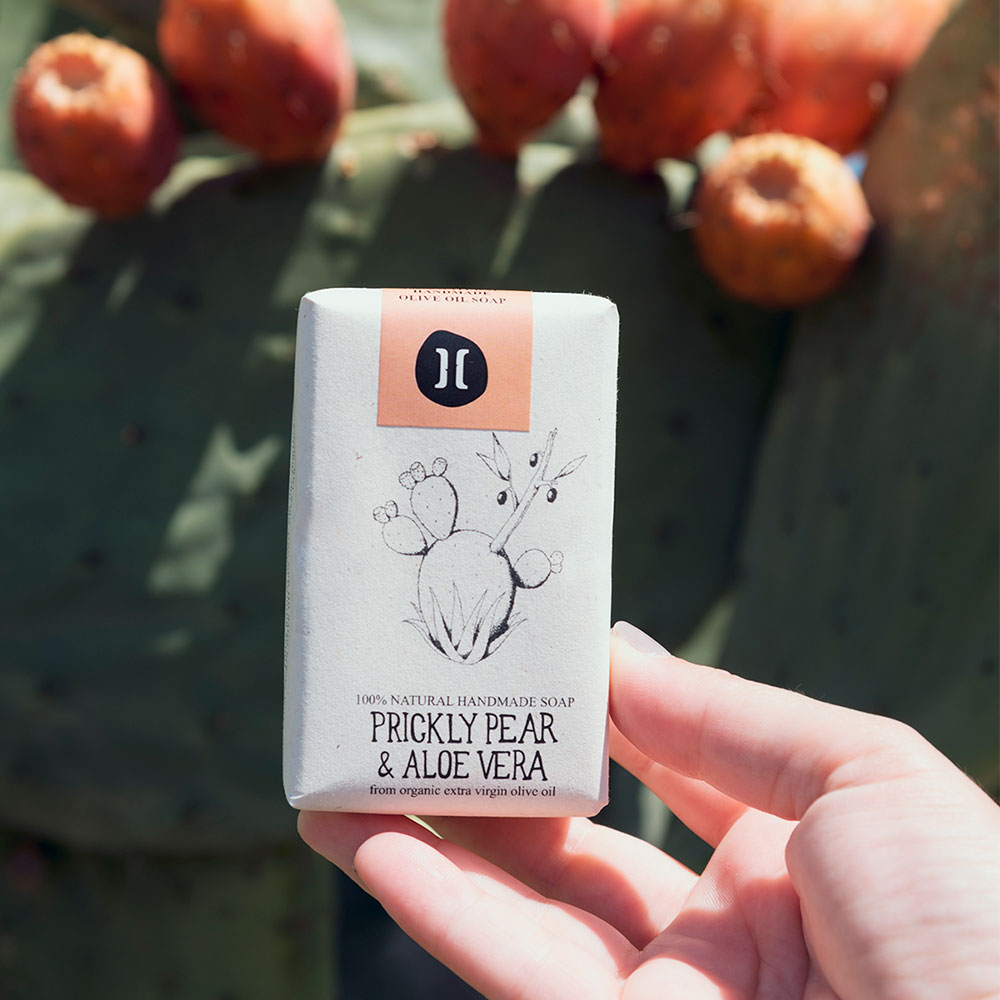 HANDMADE
OLIVE OIL SOAP
100% NATURAL HANDMADE SOAP
PRICKLY PEAR
& ALOE VERA
from organic extra virgin olive oil